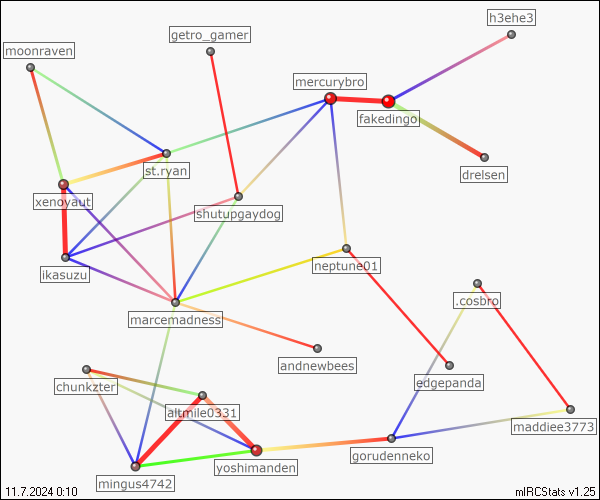 h3ehe3
getro_gamer
moonraven
mercurybro
fakedingo
st.ryan
drelsen
xenoyaut
shutupgaydog
ikasuzu
neptune01
.cosbro
marcemadness
andnewbees
edgepanda
chunkzter
altmile0331
maddiee3773
gorudenneko
yoshimanden
mingus4742
11.7.2024 0:10
mIRCStats v1.25